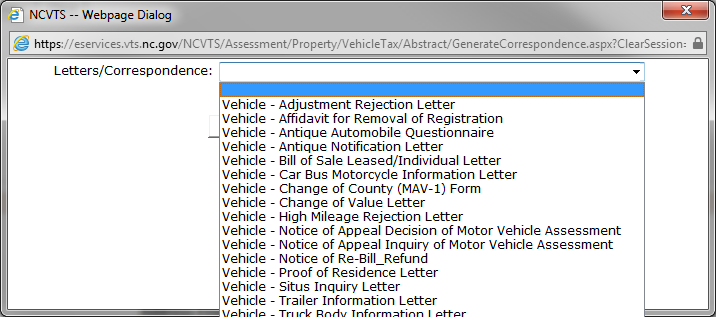 NCVTS -- Webpage Dialog
https://eservices.vts.nc.gov/NCVTS/Assessment/Property/VehicleTax/Abstract/GenerateCorrespondence.aspx?ClearSession=
Letters/Correspondence:
Vehicle - Adjustment Rejection Letter
Vehicle - Affidavit for Removal of Registration
Vehicle - Antique Automobile Questionnaire
Vehicle - Antique Notification Letter
Vehicle - Bill of Sale Leased/Individual Letter
Vehicle - Car Bus Motorcycle Information Letter
Vehicle - Change of County (MAV-1) Form
Vehicle - Change of Value Letter
Vehicle - High Mileage Rejection Letter
Vehicle - Notice of Appeal Decision of Motor Vehicle Assessment
Vehicle - Notice of Appeal Inquiry of Motor Vehicle Assessment
Vehicle - Notice of Re-Bill_Refund
Vehicle - Proof of Residence Letter
Vehicle - Situs Inquiry Letter
Vehicle - Trailer Information Letter
Vehicle - Truck Body Information Letter